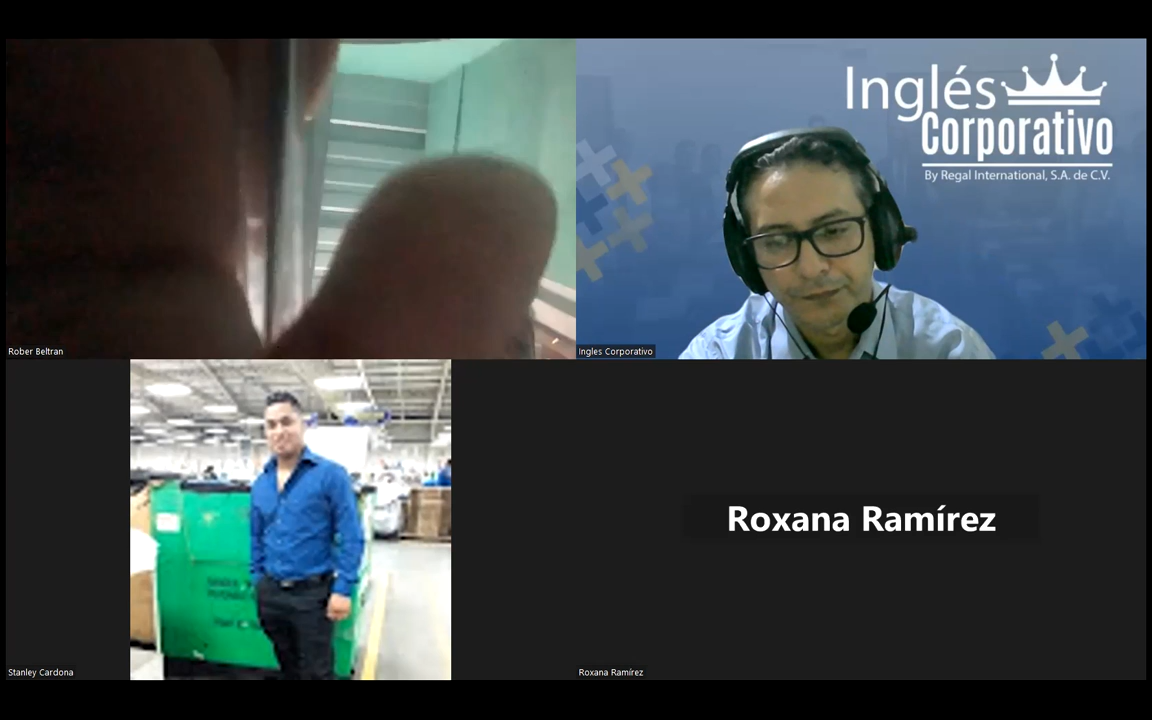 Inglés
Corporativo
By Regal International, S.A. de C.V.
Rober Beltran
Ingles Corporativo
Roxana Ramírez
Stanley Cardona
Roxana Ramírez